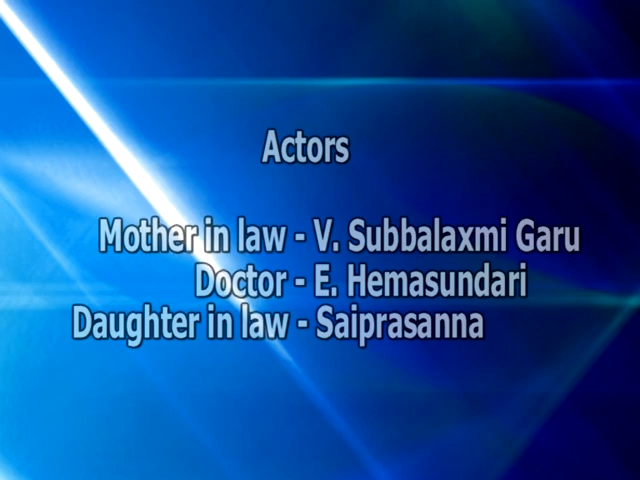 Actors
Mother in law - V. Subbalaxmi Garu
Doctor - E. Hemasundari
Daughter in law - Saiprasanna